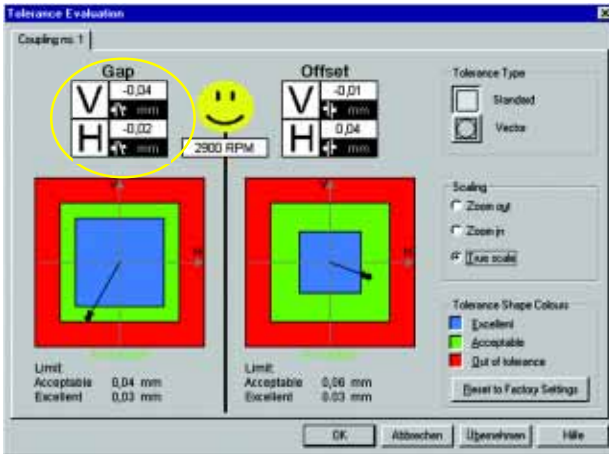 Tolerance Evaluation
Coupling no. 1
Gap
V -0,04 mm
H -0,02 mm
2900 RPM
Offset
V -0,01 mm
H 0,04 mm
V
H
V
H
Limit:
Acceptable 0,04 mm
Excellent 0,03 mm
Limit:
Acceptable 0,06 mm
Excellent 0.03 mm
Tolerance Type
Standard
Vector
Scaling
Zoom out
Zoom in
True scale
Tolerance Shape Colours
Excellent
Acceptable
Out of tolerance
Reset to Factory Settings
OK
Abbrechen
Übernehmen
Hilfe